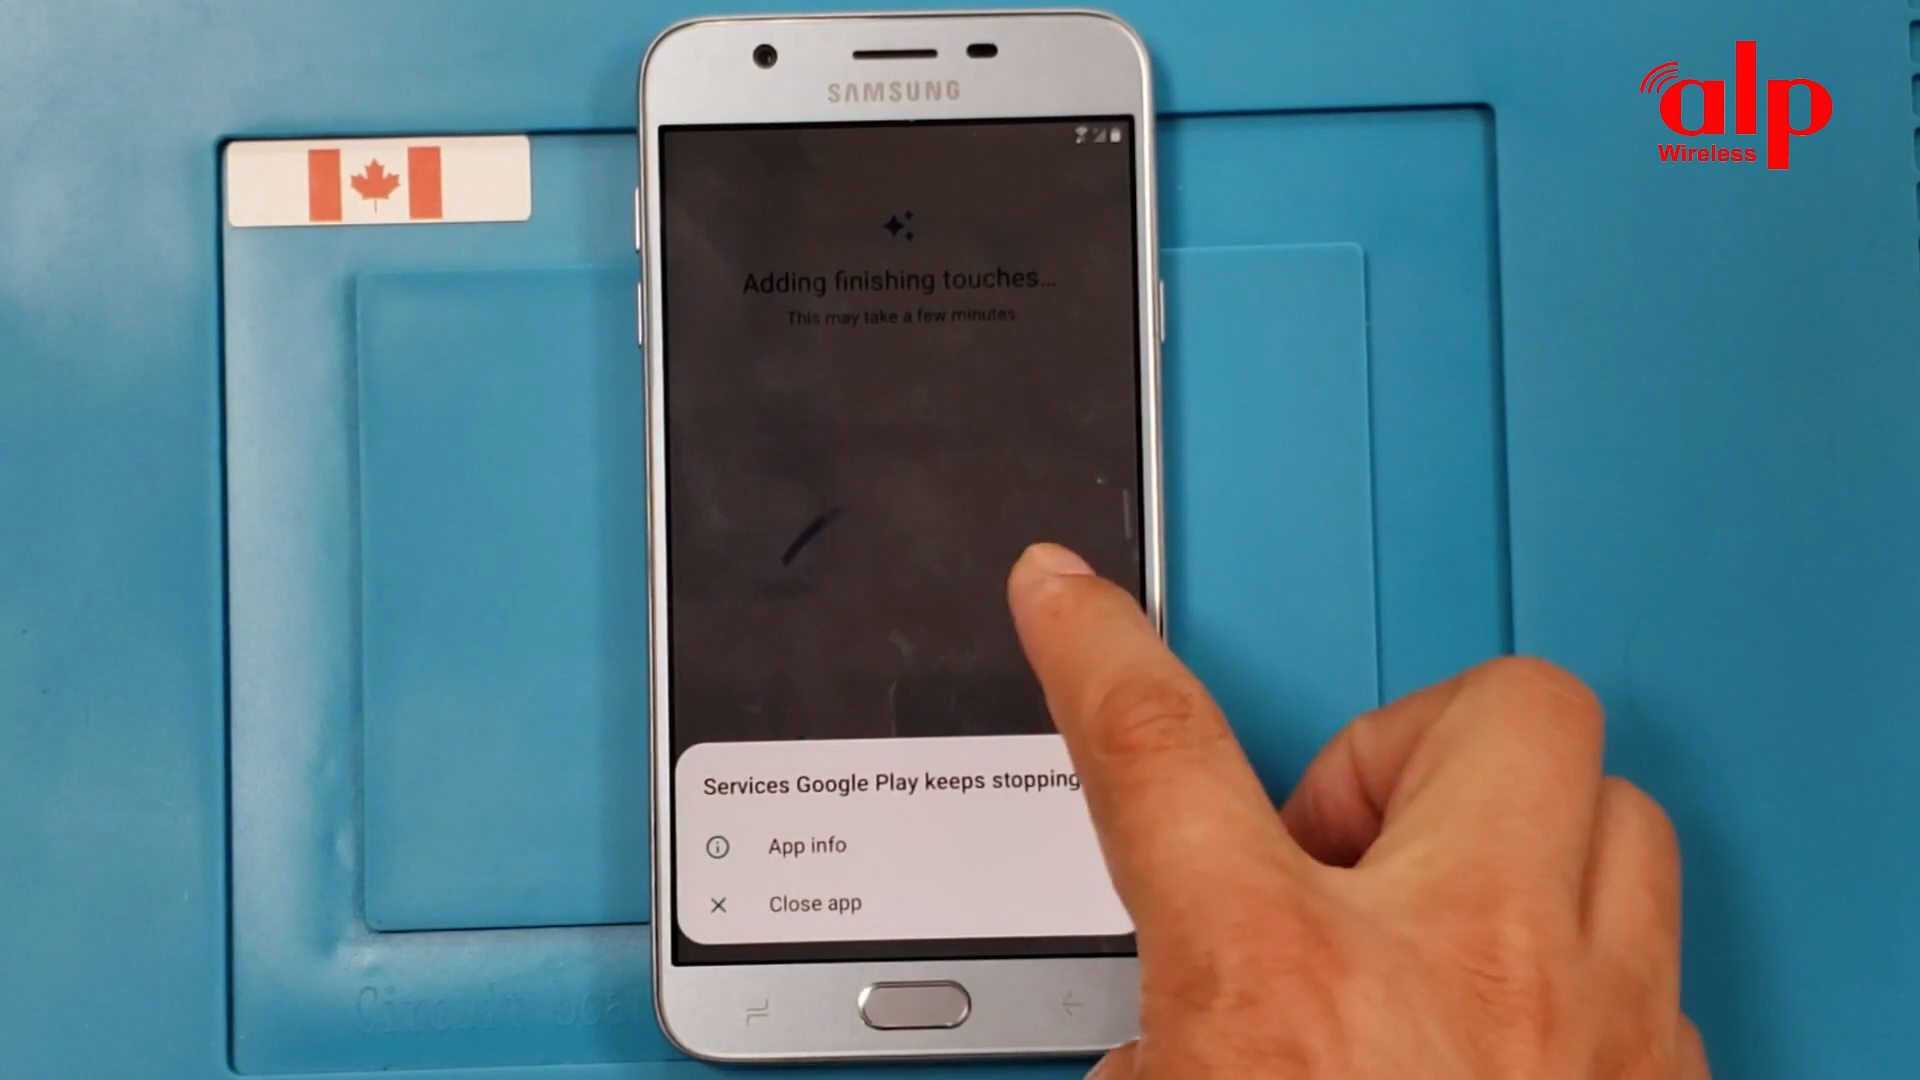 SAMSUNG
alp
Wireless
Adding finishing touches...
This may take a few minutes
Services Google Play keeps stopping
App info
Close app